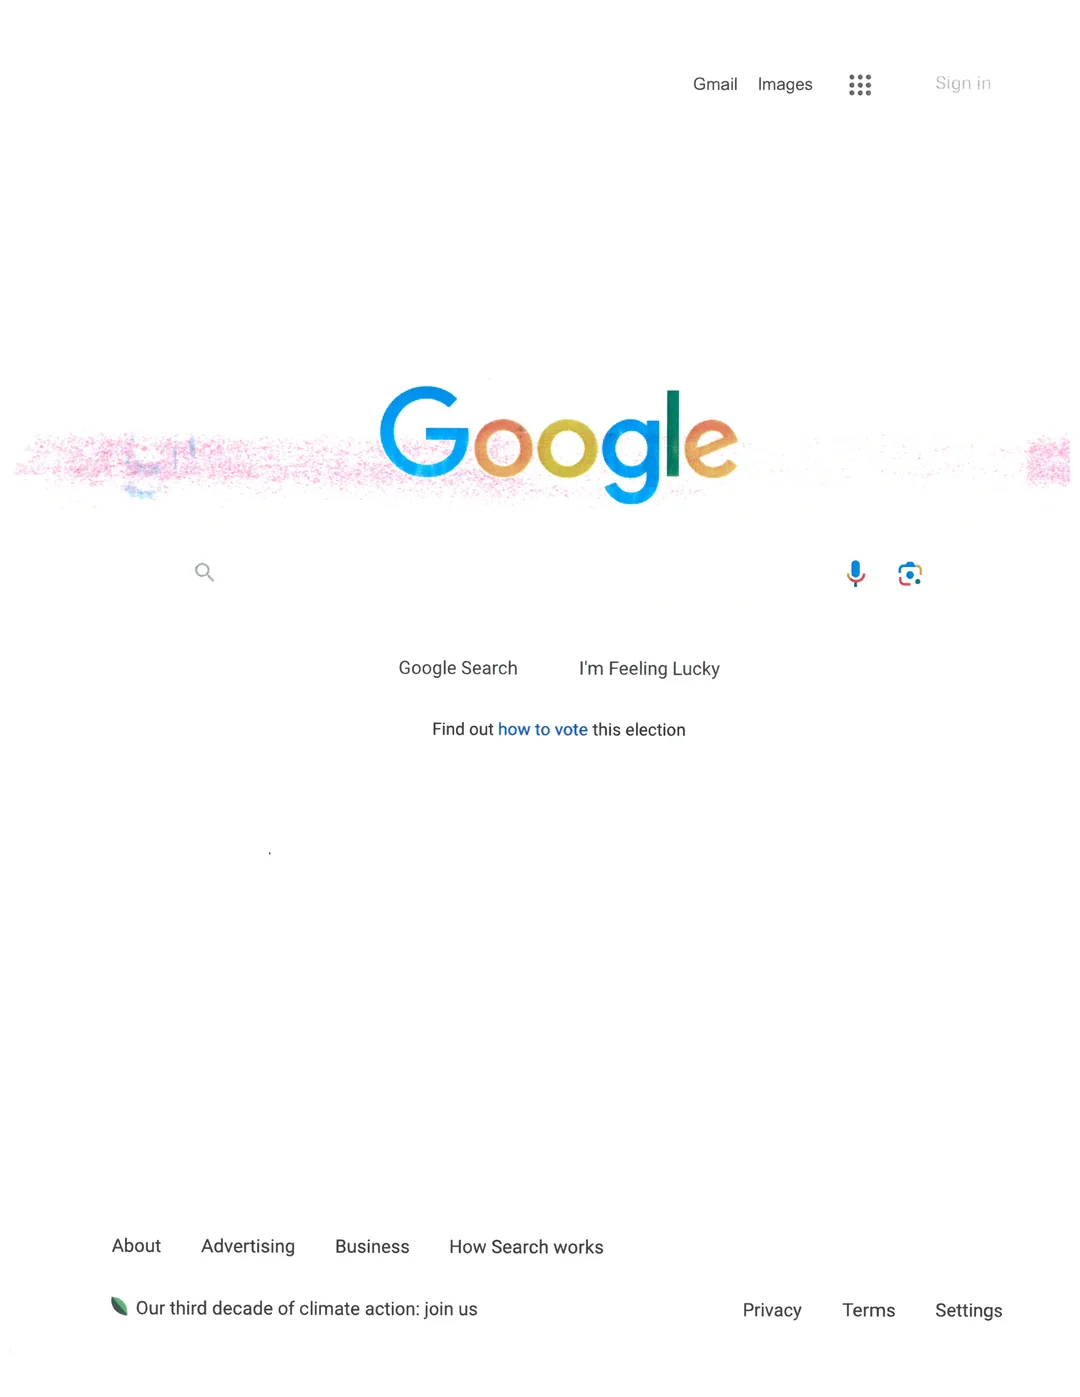 Gmail Images Sign in
Google
Google Search I'm Feeling Lucky
Find out how to vote this election
About Advertising Business How Search works
Our third decade of climate action: join us
Privacy Terms Settings